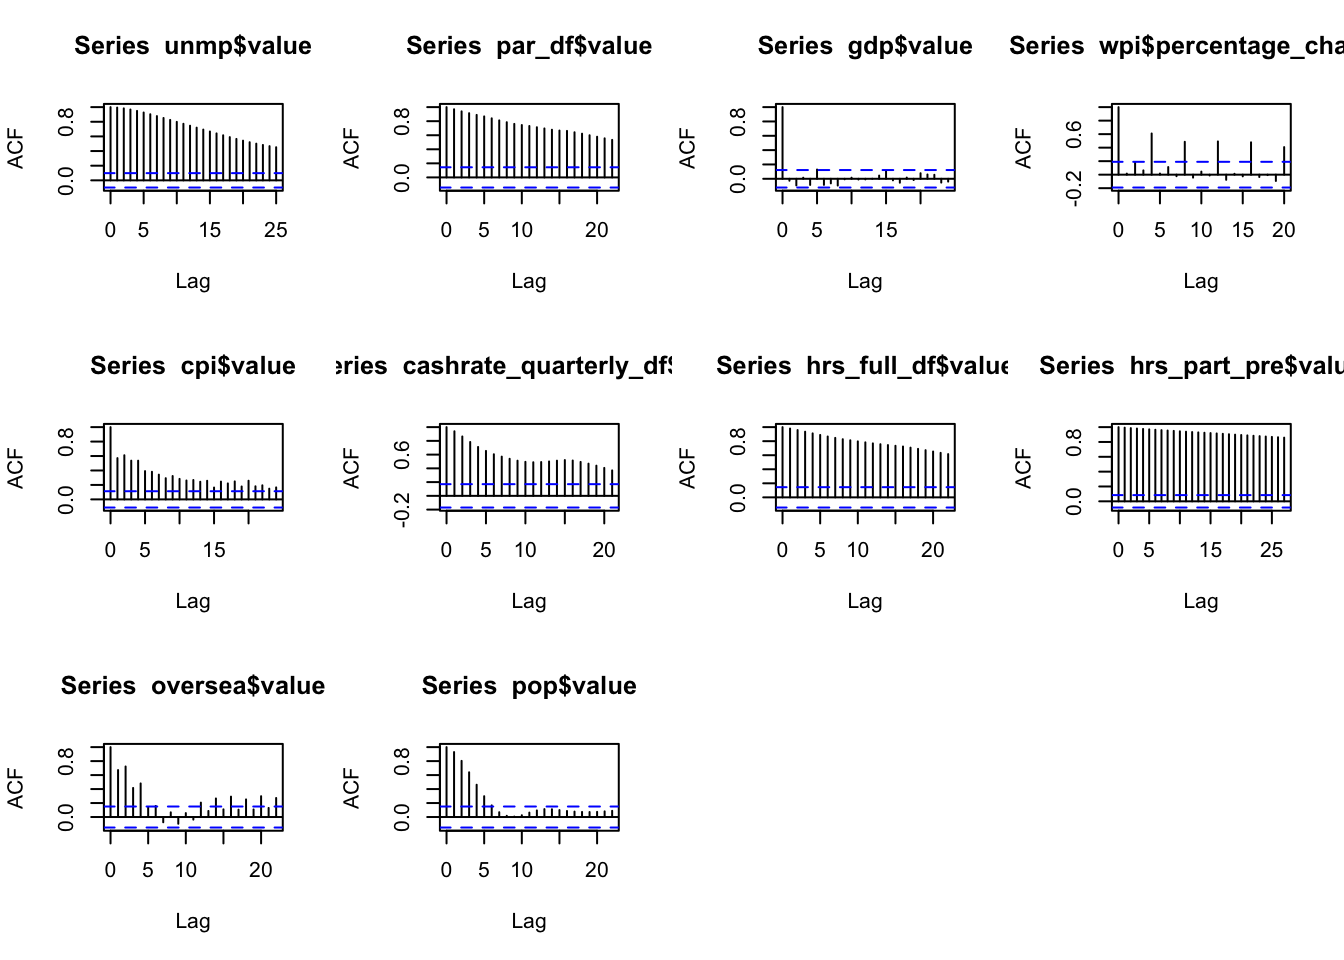 Series unmp$value
ACF
0.0 0.8
0 5 15 25
Lag
Series par_df$value
ACF
0.0 0.8
0 5 10 20
Lag
Series gdp$value
ACF
0.0 0.8
0 5 15
Lag
Series wpi$percentage_cha
ACF
-0.2 0.6
0 5 10 15 20
Lag
Series cpi$value
ACF
0.0 0.8
0 5 15
Lag
eries cashrate_quarterly_df$
ACF
-0.2 0.6
0 5 10 20
Lag
Series hrs_full_df$value
ACF
0.0 0.8
0 5 10 20
Lag
Series hrs_part_pre$valu
ACF
0.0 0.8
0 5 15 25
Lag
Series oversea$value
ACF
0.0 0.8
0 5 10 20
Lag
Series pop$value
ACF
0.0 0.8
0 5 10 20
Lag